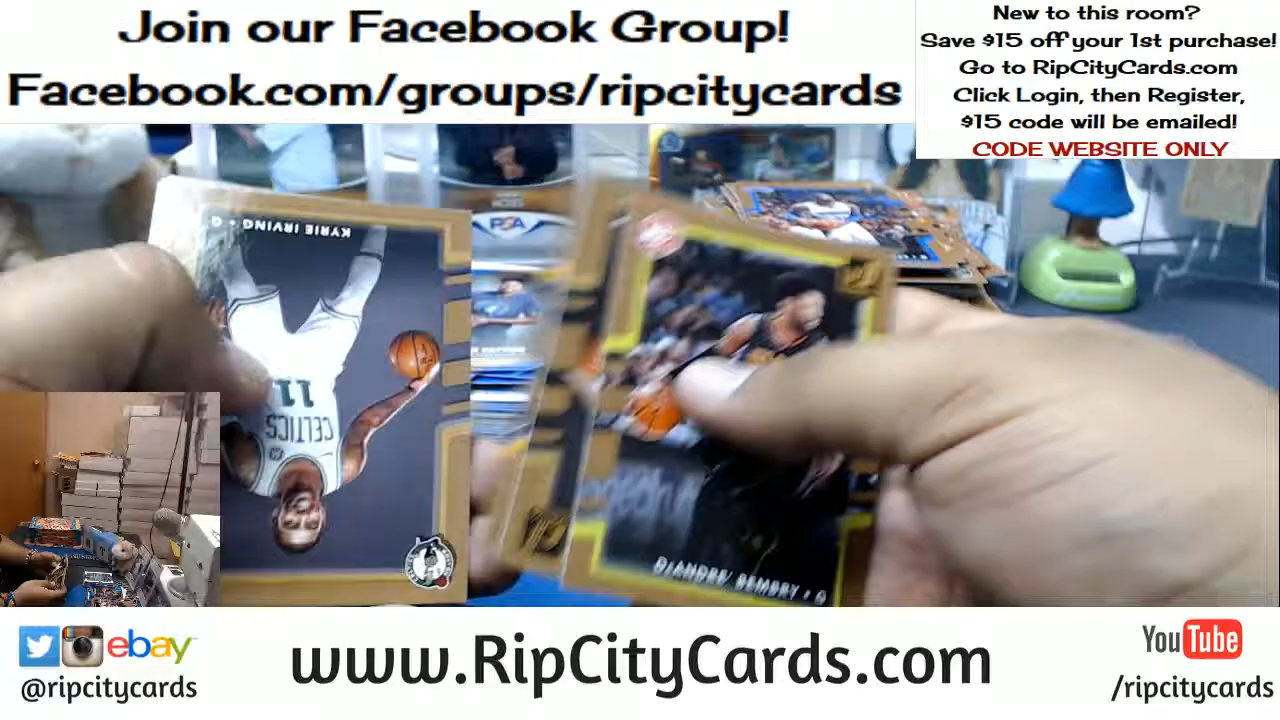 Join our Facebook Group!
Facebook.com/groups/ripcitycards
New to this room?
Save $15 off your 1st purchase!
Go to RipCityCards.com
Click Login, then Register,
$15 code will be emailed!
CODE WEBSITE ONLY
KYRIE IRVING • G
11
CELTICS
PSA
DEANDRE' BEMBRY • G
ebay
@ripcitycards
www.RipCityCards.com
YouTube
/ripcitycards